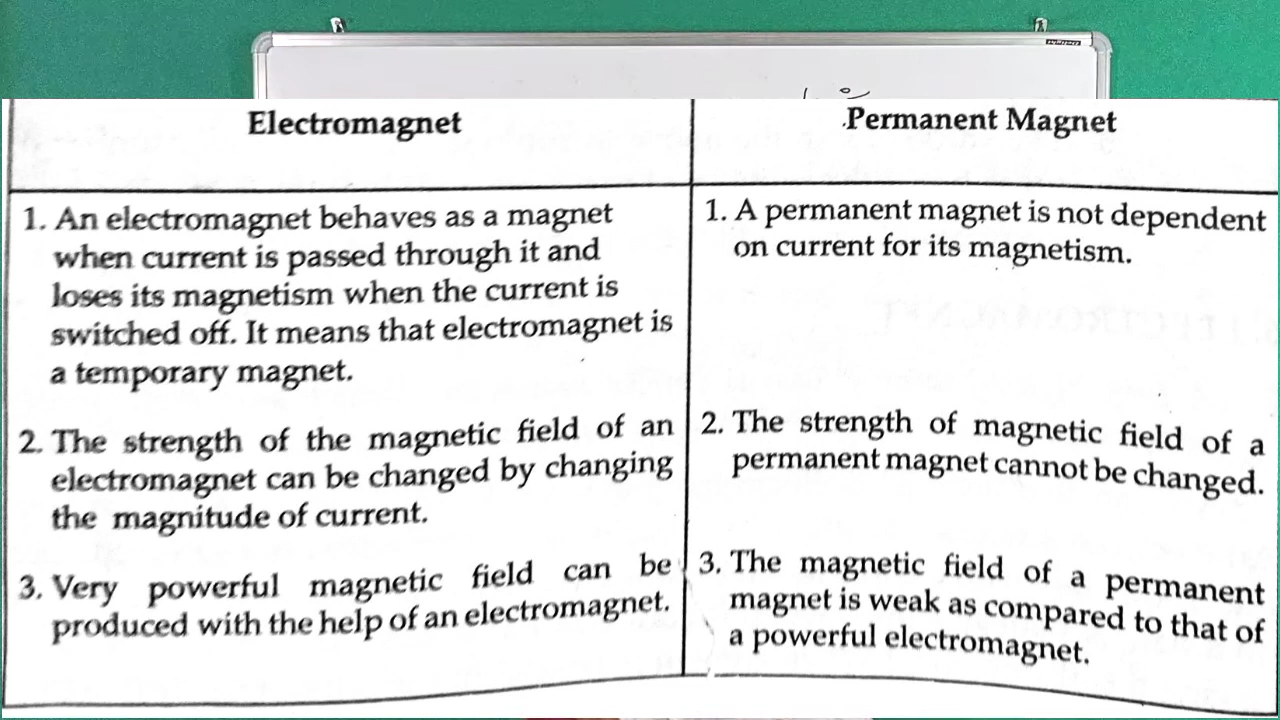 Electromagnet
1. An electromagnet behaves as a magnet
when current is passed through it and
loses its magnetism when the current is
switched off. It means that electromagnet is
a temporary magnet.
2. The strength of the magnetic field of an
electromagnet can be changed by changing
the magnitude of current.
3. Very powerful magnetic field can be
produced with the help of an electromagnet.
.Permanent Magnet
1. A permanent magnet is not dependent
on current for its magnetism.
2. The strength of magnetic field of a
permanent magnet cannot be changed.
3. The magnetic field of a permanent
magnet is weak as compared to that of
a powerful electromagnet.